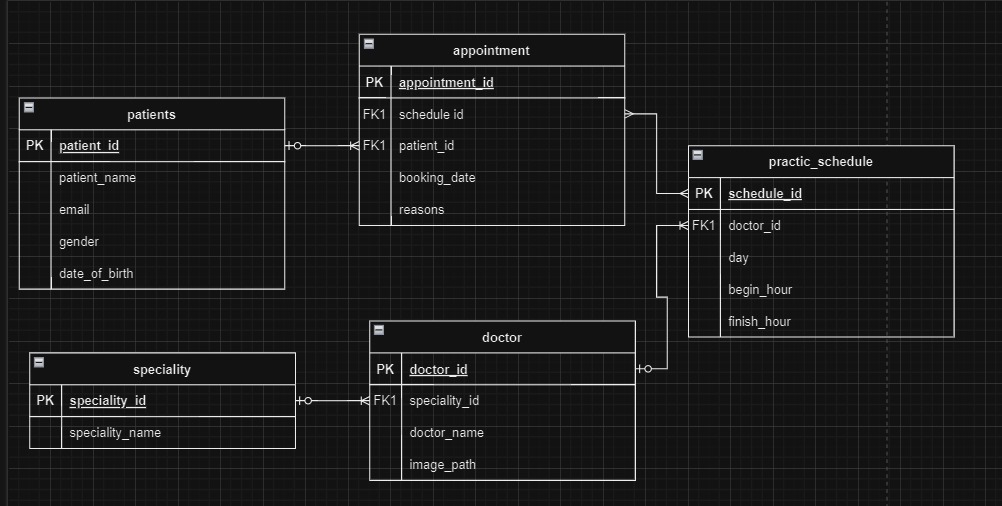 appointment
PK appointment_id
FK1 schedule id
FK1 patient_id
booking_date
reasons
patients
PK patient_id
patient_name
email
gender
date_of_birth
practic_schedule
PK schedule_id
FK1 doctor_id
day
begin_hour
finish_hour
doctor
PK doctor_id
FK1 speciality_id
doctor_name
image_path
speciality
PK speciality_id
speciality_name